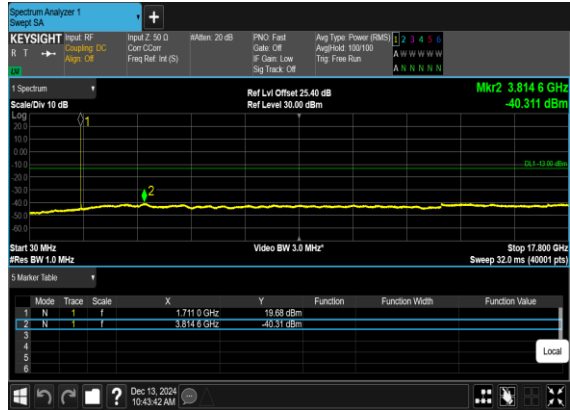 Spectrum Analyzer 1
Swept SA
+
KEYSIGHT Input: RF Input Z: 50 Ω #Atten: 20 dB PNO: Fast Avg Type: Power (RMS) 1 2 3 4 5 6
R T Coupling: DC Corr CCorr Gate: Off Avg|Hold: 100/100 A W W W W W
Align: Off Freq Ref: Int (S) IF Gain: Low Trig: Free Run
LXI Sig Track: Off A N N N N N
1 Spectrum Ref Lvl Offset 25.40 dB Mkr2 3.814 6 GHz
Scale/Div 10 dB Ref Level 30.00 dBm -40.311 dBm
Log
20.0
10.0
0.00
-10.0
-20.0
-30.0
-40.0
-50.0
-60.0
1
2
DL1 -13.00 dBm
Start 30 MHz Video BW 3.0 MHz* Stop 17.800 GHz
#Res BW 1.0 MHz Sweep 32.0 ms (40001 pts)
5 Marker Table
Mode Trace Scale X Y Function Function Width Function Value
1 N 1 f 1.711 0 GHz 19.68 dBm
2 N 1 f 3.814 6 GHz -40.31 dBm
3
4
5
6
Local
? Dec 13, 2024
10:43:42 AM